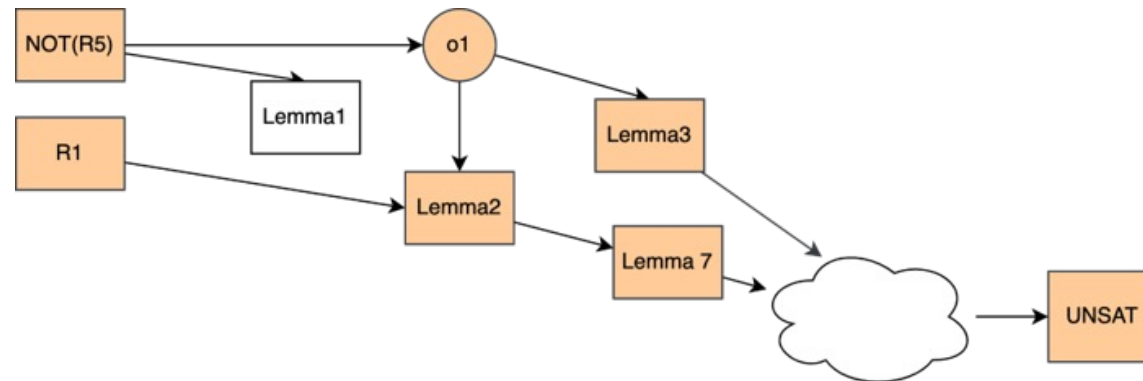 NOT(R5)
o1
Lemma1
Lemma3
R1
Lemma2
Lemma 7
UNSAT